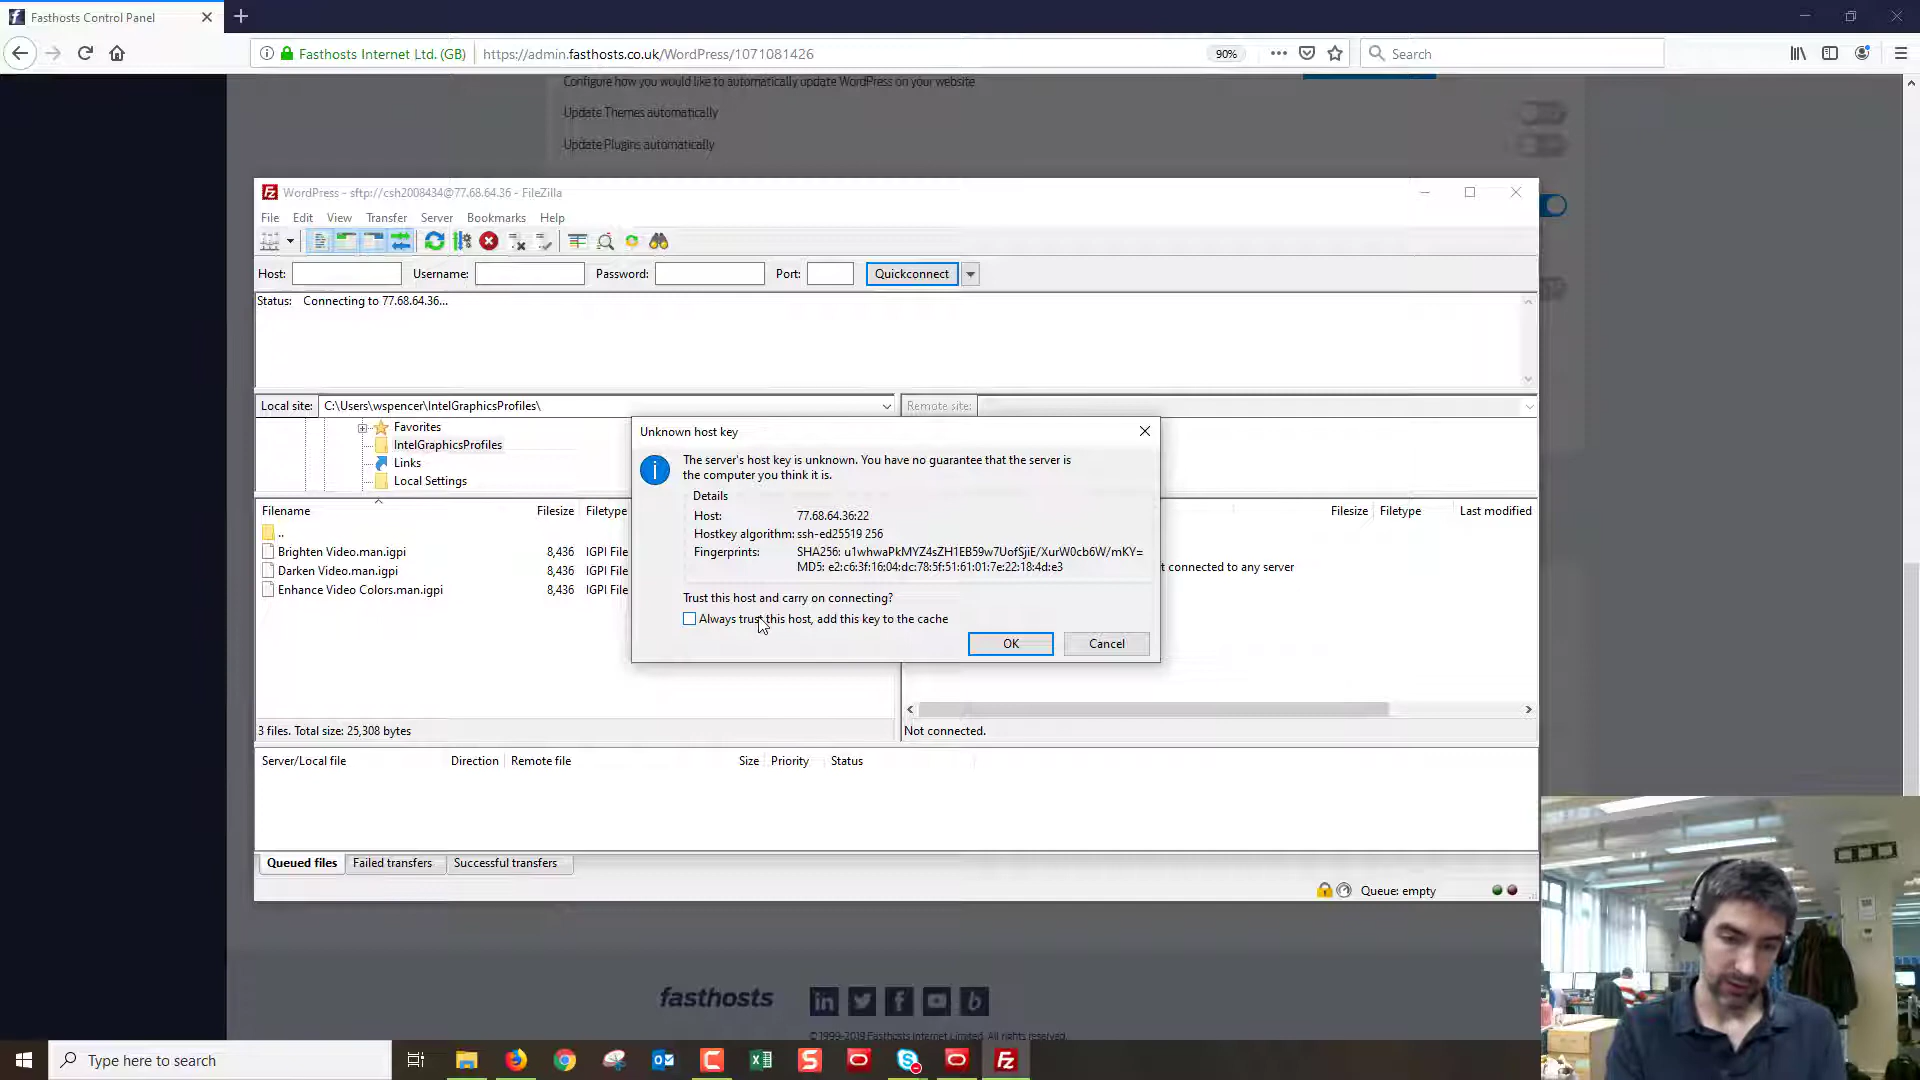 Fasthosts Control Panel
Fasthosts Internet Ltd. (GB)
https://admin.fasthosts.co.uk/WordPress/1071081426
90%
Search
Configure how you would like to automatically update WordPress on your website
Update Themes automatically
Update Plugins automatically
WordPress - sftp://csh2008434@77.68.64.36 - FileZilla
File Edit View Transfer Server Bookmarks Help
Host: Username: Password: Port: Quickconnect
Status: Connecting to 77.68.64.36...
Local site: C:\Users\wspencer\IntelGraphicsProfiles\
Remote site:
Favorites
IntelGraphicsProfiles
Links
Local Settings
Filename Filesize Filetype
..
Brighten Video.man.igpi 8,436 IGPI File
Darken Video.man.igpi 8,436 IGPI File
Enhance Video Colors.man.igpi 8,436 IGPI File
3 files. Total size: 25,308 bytes
Unknown host key
The server's host key is unknown. You have no guarantee that the server is
the computer you think it is.
Details
Host: 77.68.64.36:22
Hostkey algorithm: ssh-ed25519 256
Fingerprints: SHA256: u1whwaPkMYZ4sZH1EB59w7UofSjiE/XurW0cb6W/mKY=
MD5: e2:c6:3f:16:04:dc:78:5f:51:61:01:7e:22:18:4d:e3
Trust this host and carry on connecting?
Always trust this host, add this key to the cache
OK Cancel
Filesize Filetype Last modified
t connected to any server
Not connected.
Server/Local file Direction Remote file Size Priority Status
Queued files Failed transfers Successful transfers
Queue: empty
fasthosts
©1999-2019 Fasthosts Internet Limited. All rights reserved.
Type here to search